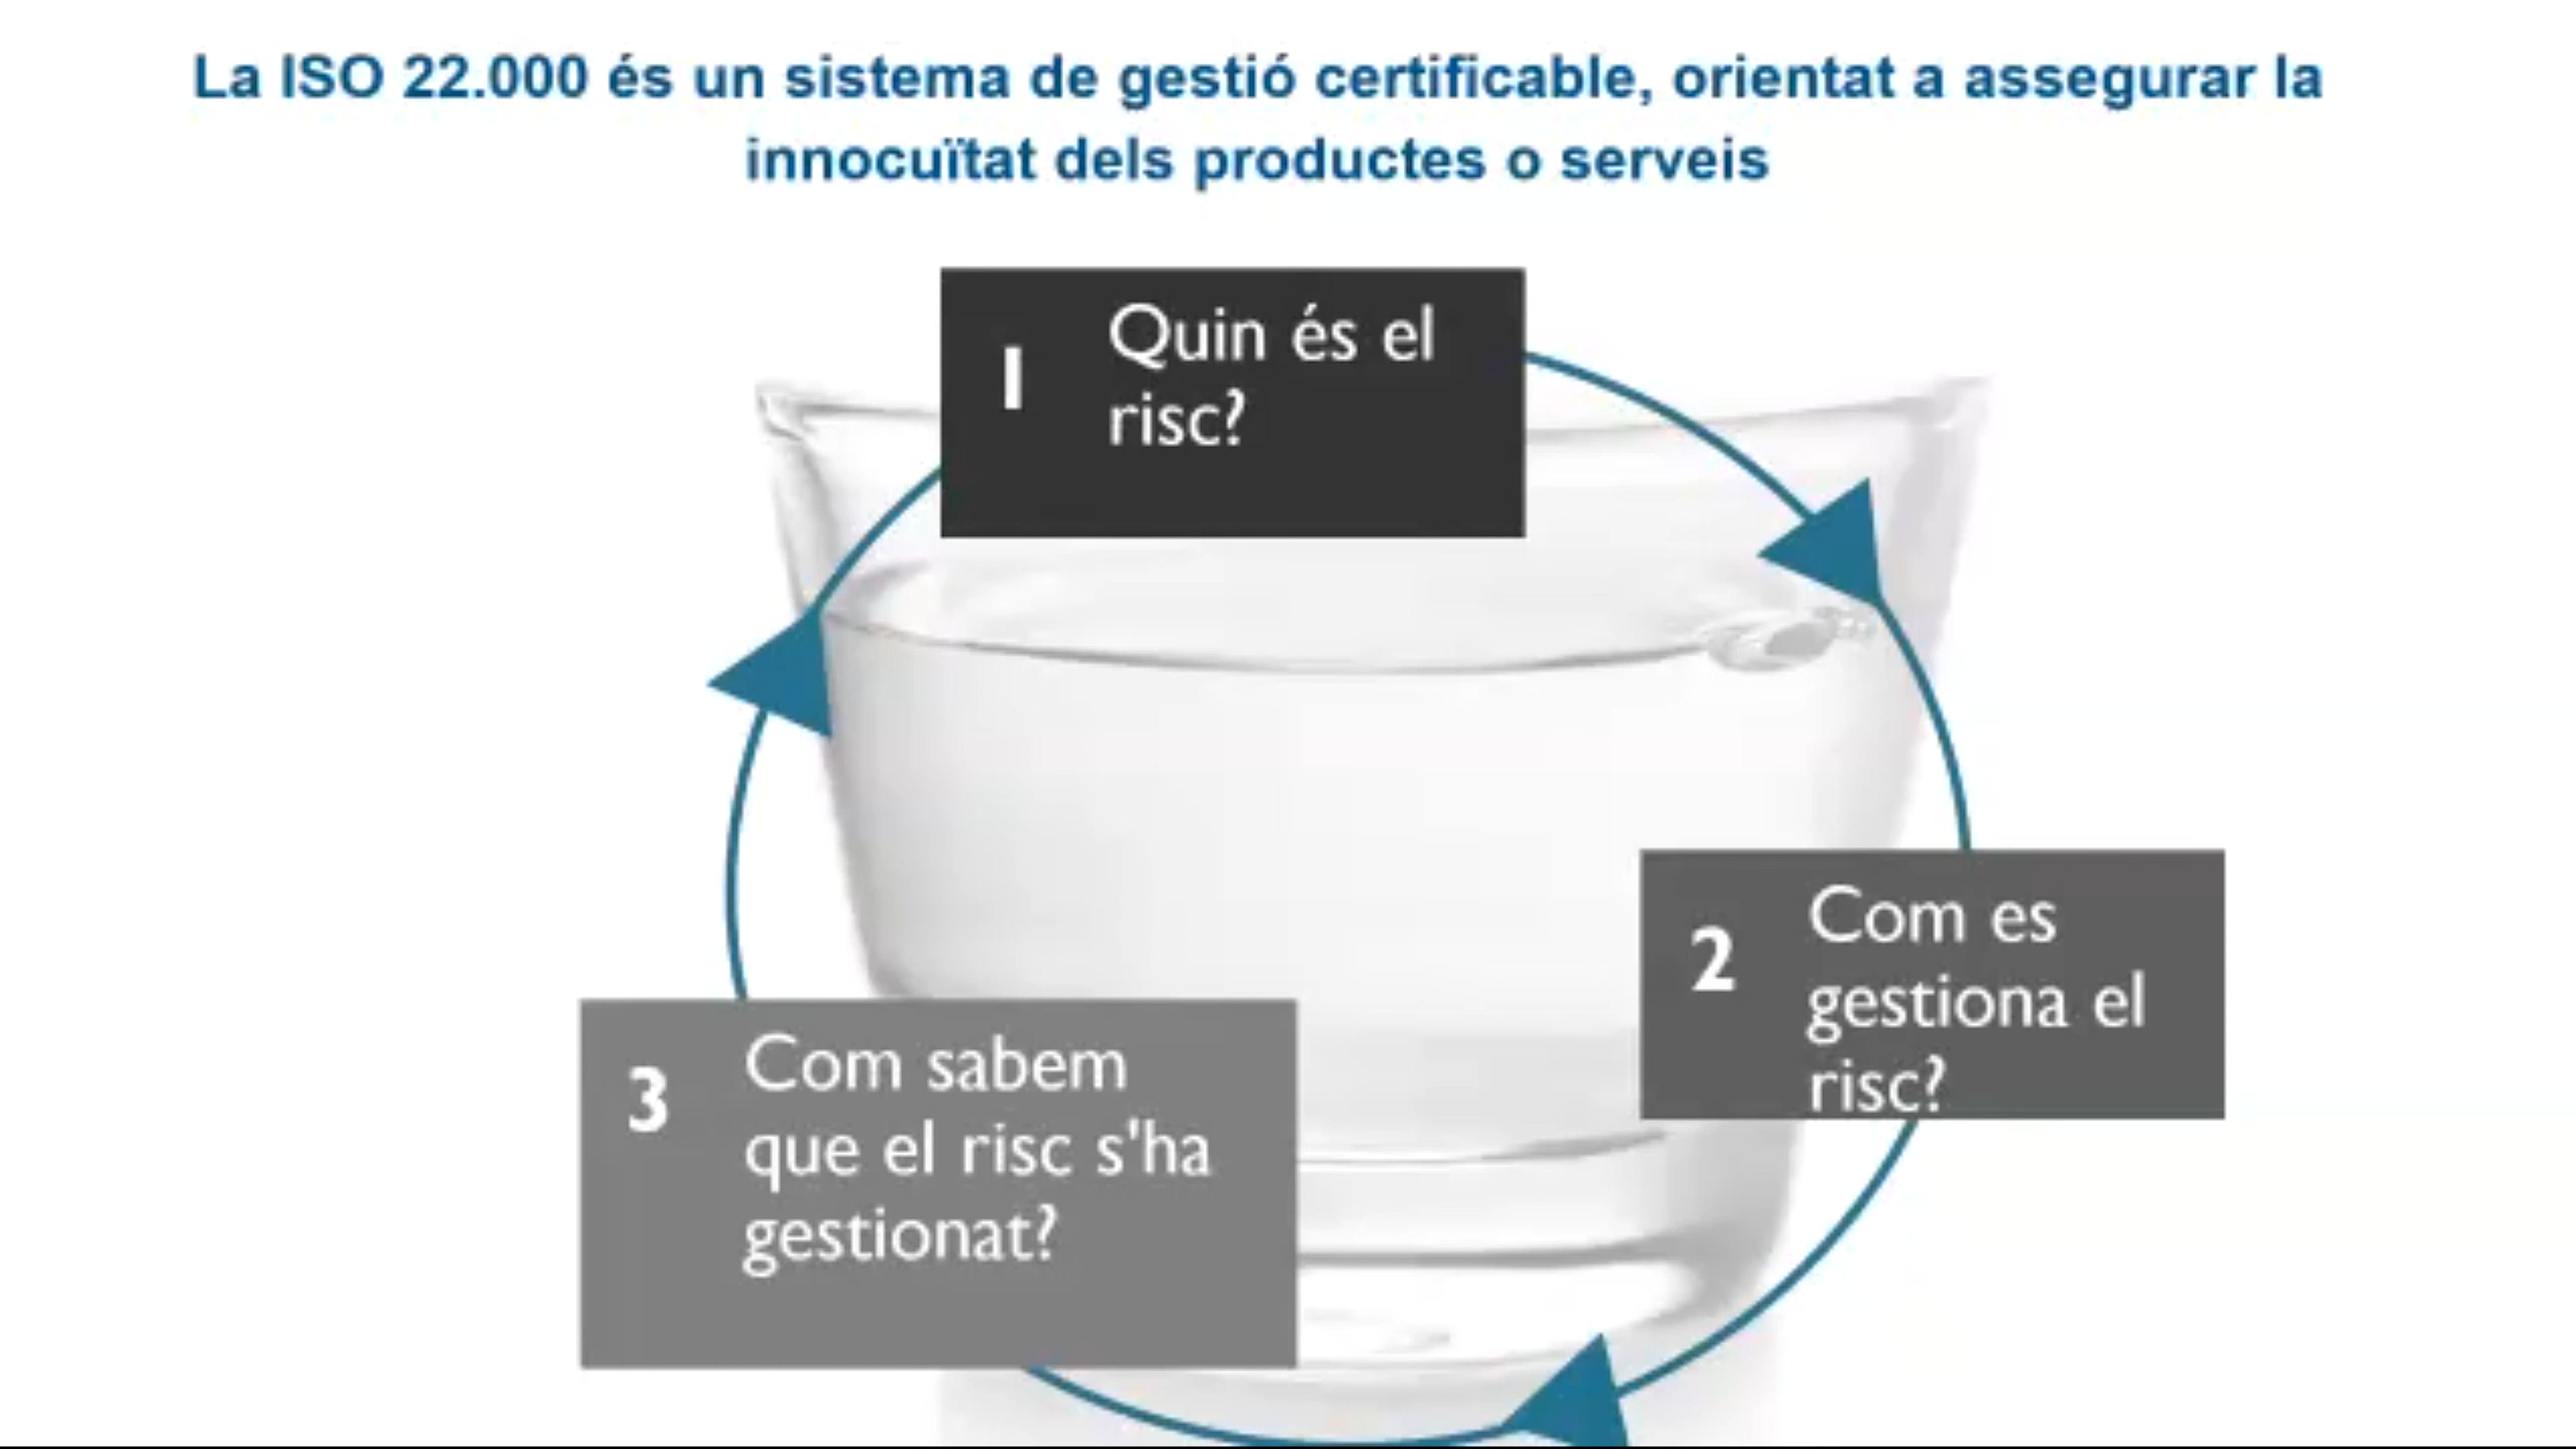 La ISO 22.000 és un sistema de gestió certificable, orientat a assegurar la
innocuïtat dels productes o serveis
1
Quin és el
risc?
2
Com es
gestiona el
risc?
3
Com sabem
que el risc s'ha
gestionat?